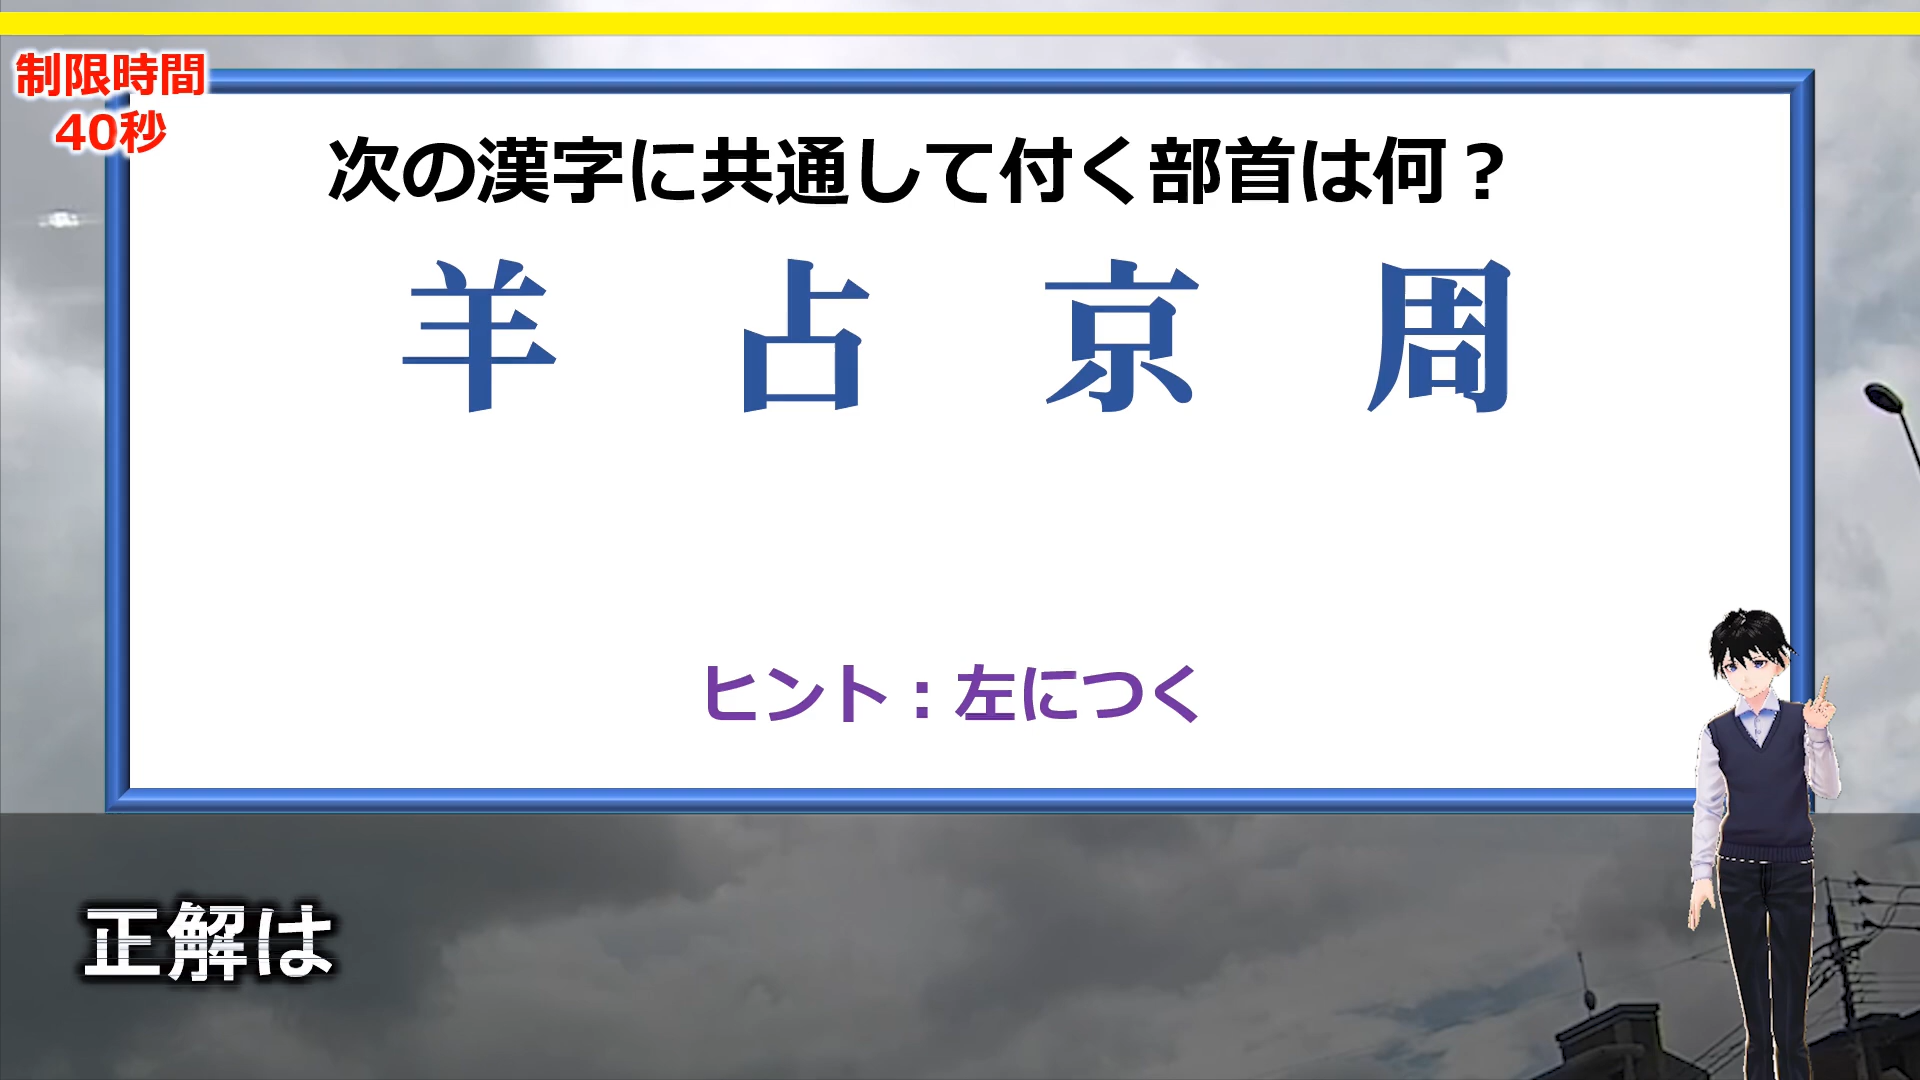 制限時間
40秒
次の漢字に共通して付く部首は何？
羊 占 京 周
ヒント：左につく
正解は